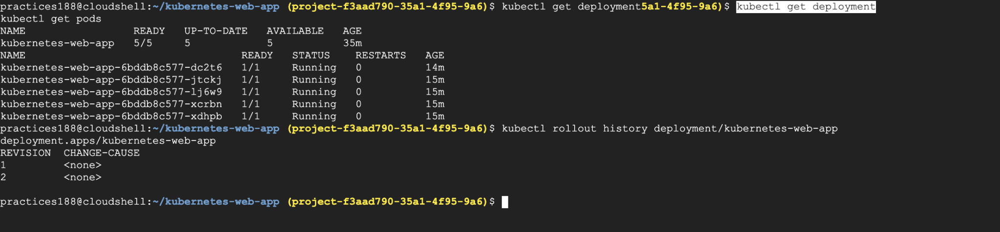 practices188@cloudshell:~/kubernetes-web-app (project-f3aad790-35a1-4f95-9a6)$ kubectl get deployment5a1-4f95-9a6)$ kubectl get deployment
kubectl get pods
NAME                 READY   UP-TO-DATE   AVAILABLE   AGE
kubernetes-web-app   5/5     5            5           35m
NAME                                  READY   STATUS    RESTARTS   AGE
kubernetes-web-app-6bddb8c577-dc2t6   1/1     Running   0          14m
kubernetes-web-app-6bddb8c577-jtckj   1/1     Running   0          15m
kubernetes-web-app-6bddb8c577-lj6w9   1/1     Running   0          15m
kubernetes-web-app-6bddb8c577-xcrbn   1/1     Running   0          15m
kubernetes-web-app-6bddb8c577-xdhpb   1/1     Running   0          15m
practices188@cloudshell:~/kubernetes-web-app (project-f3aad790-35a1-4f95-9a6)$ kubectl rollout history deployment/kubernetes-web-app
deployment.apps/kubernetes-web-app
REVISION  CHANGE-CAUSE
1         <none>
2         <none>
practices188@cloudshell:~/kubernetes-web-app (project-f3aad790-35a1-4f95-9a6)$